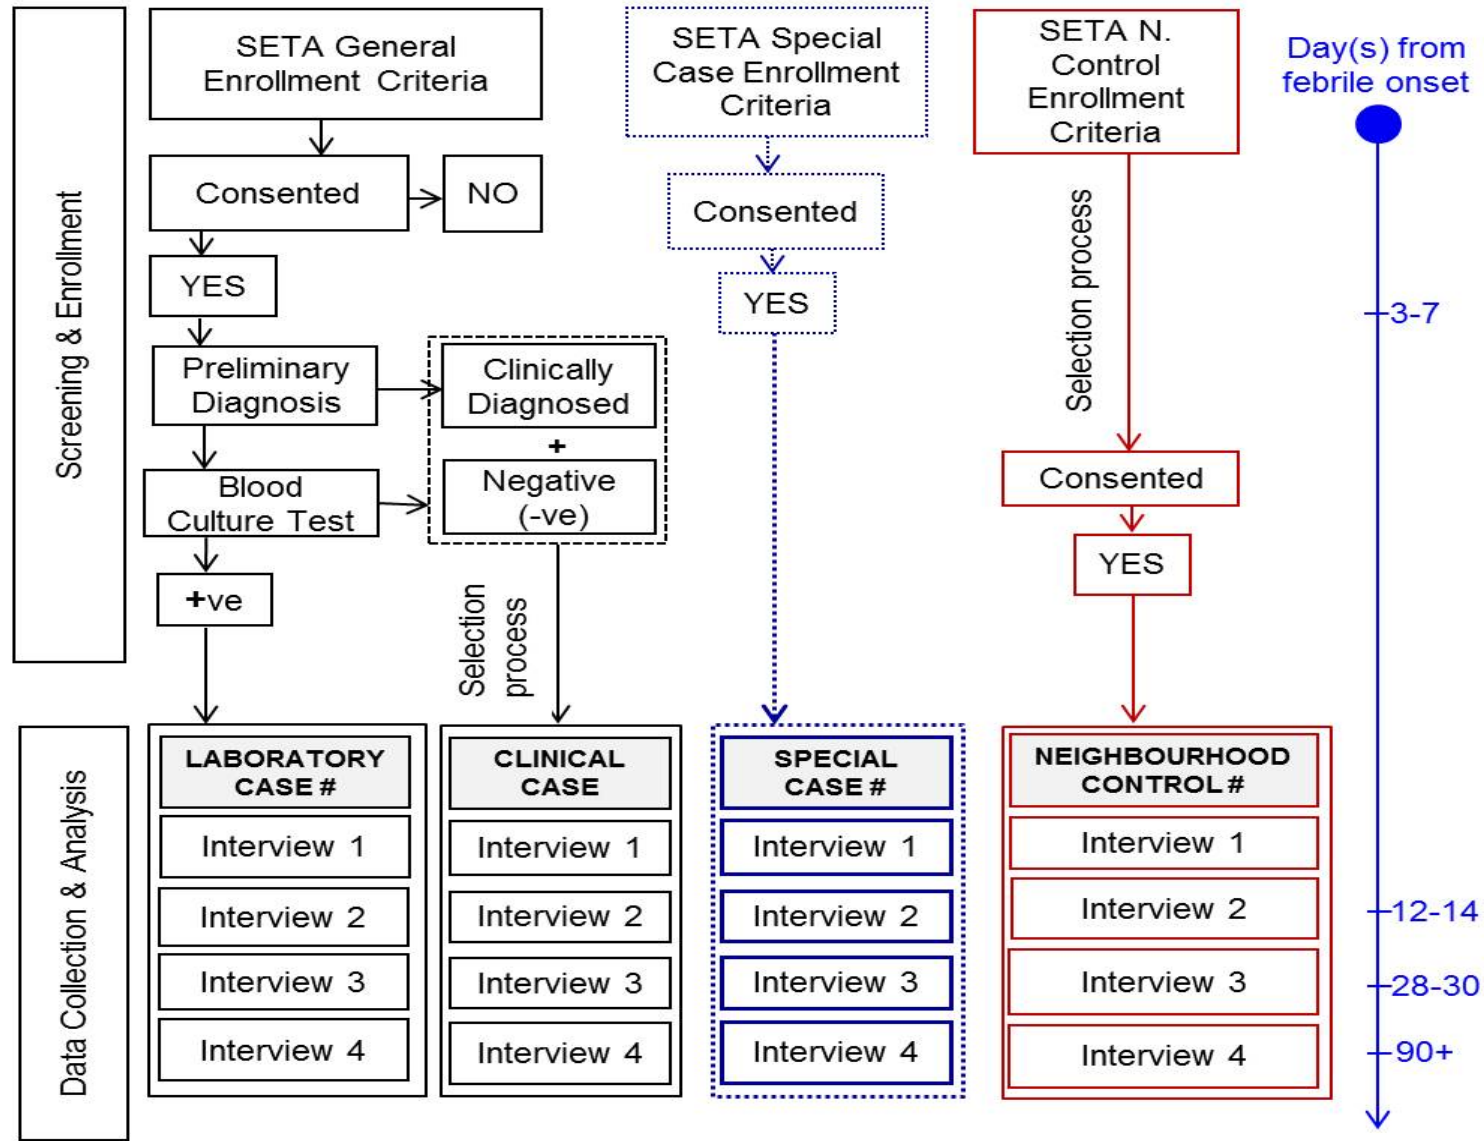 Screening & Enrollment
SETA General
Enrollment Criteria
Consented
NO
YES
Preliminary
Diagnosis
Clinically
Diagnosed
+
Blood
Culture Test
Negative
(-ve)
+ve
Selection
process
SETA Special
Case Enrollment
Criteria
Consented
YES
SETA N.
Control
Enrollment
Criteria
Selection process
Consented
YES
Day(s) from
febrile onset
3-7
12-14
28-30
90+
Data Collection & Analysis
LABORATORY
CASE #
Interview 1
Interview 2
Interview 3
Interview 4
CLINICAL
CASE
Interview 1
Interview 2
Interview 3
Interview 4
SPECIAL
CASE #
Interview 1
Interview 2
Interview 3
Interview 4
NEIGHBOURHOOD
CONTROL #
Interview 1
Interview 2
Interview 3
Interview 4